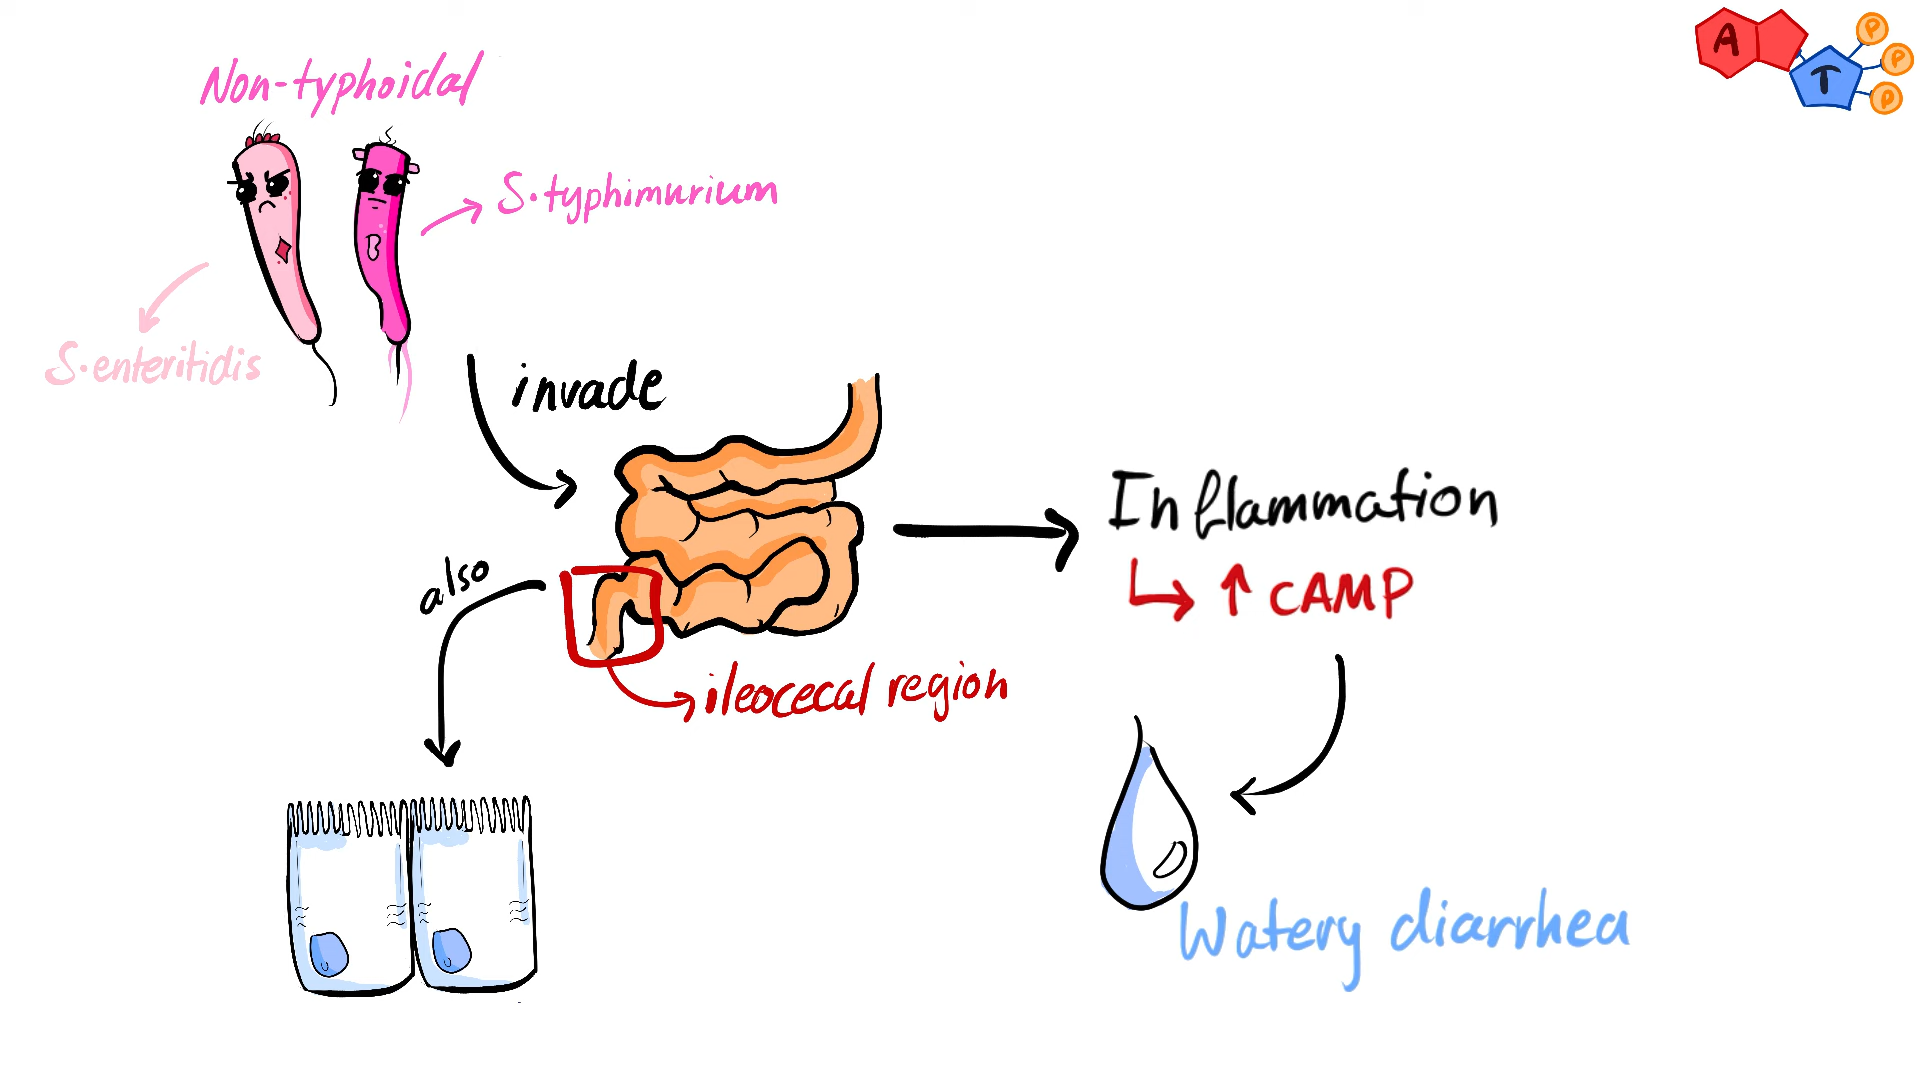 Non-typhoidal
S.typhimurium
S.enteritidis
invade
also
ileocecal region
Inflammation
↳ ↑ cAMP
Watery diarrhea
A T P P P